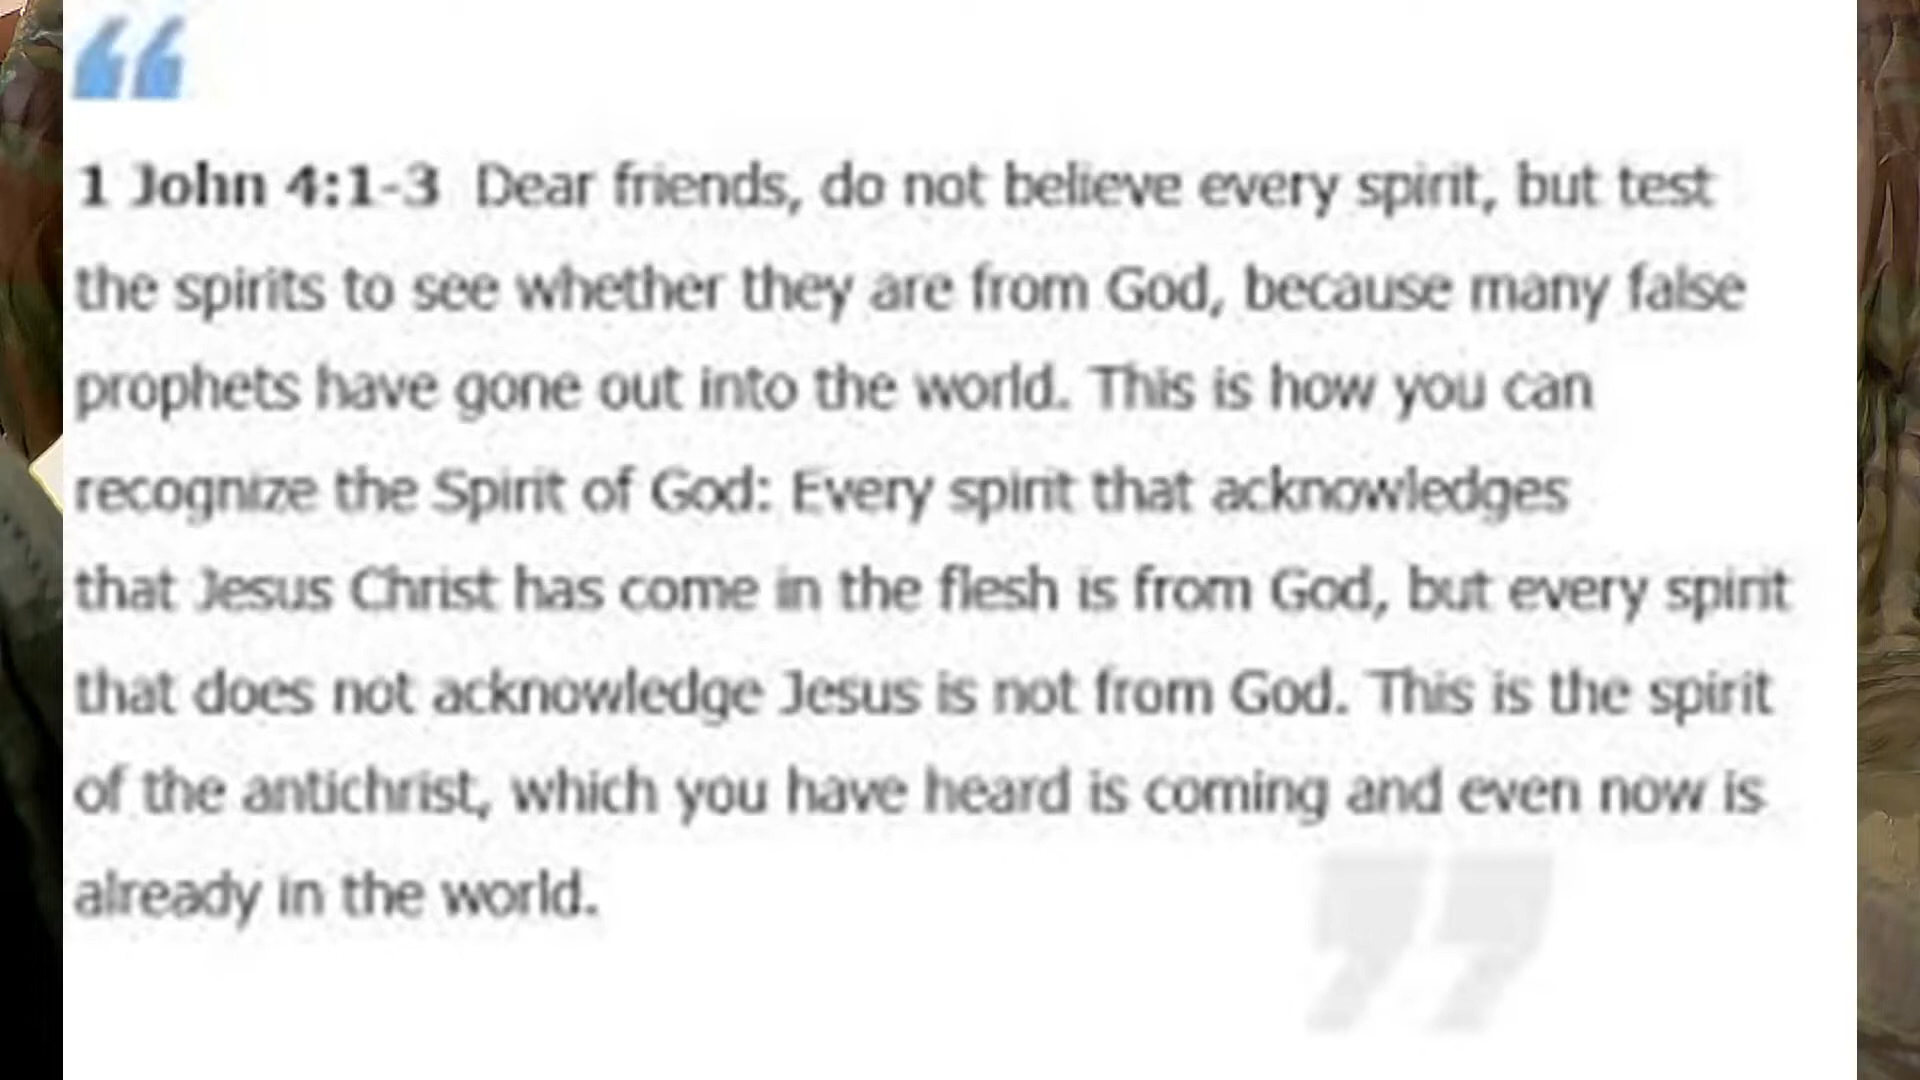 “
1 John 4:1-3 Dear friends, do not believe every spirit, but test
the spirits to see whether they are from God, because many false
prophets have gone out into the world. This is how you can
recognize the Spirit of God: Every spirit that acknowledges
that Jesus Christ has come in the flesh is from God, but every spirit
that does not acknowledge Jesus is not from God. This is the spirit
of the antichrist, which you have heard is coming and even now is
already in the world.
”